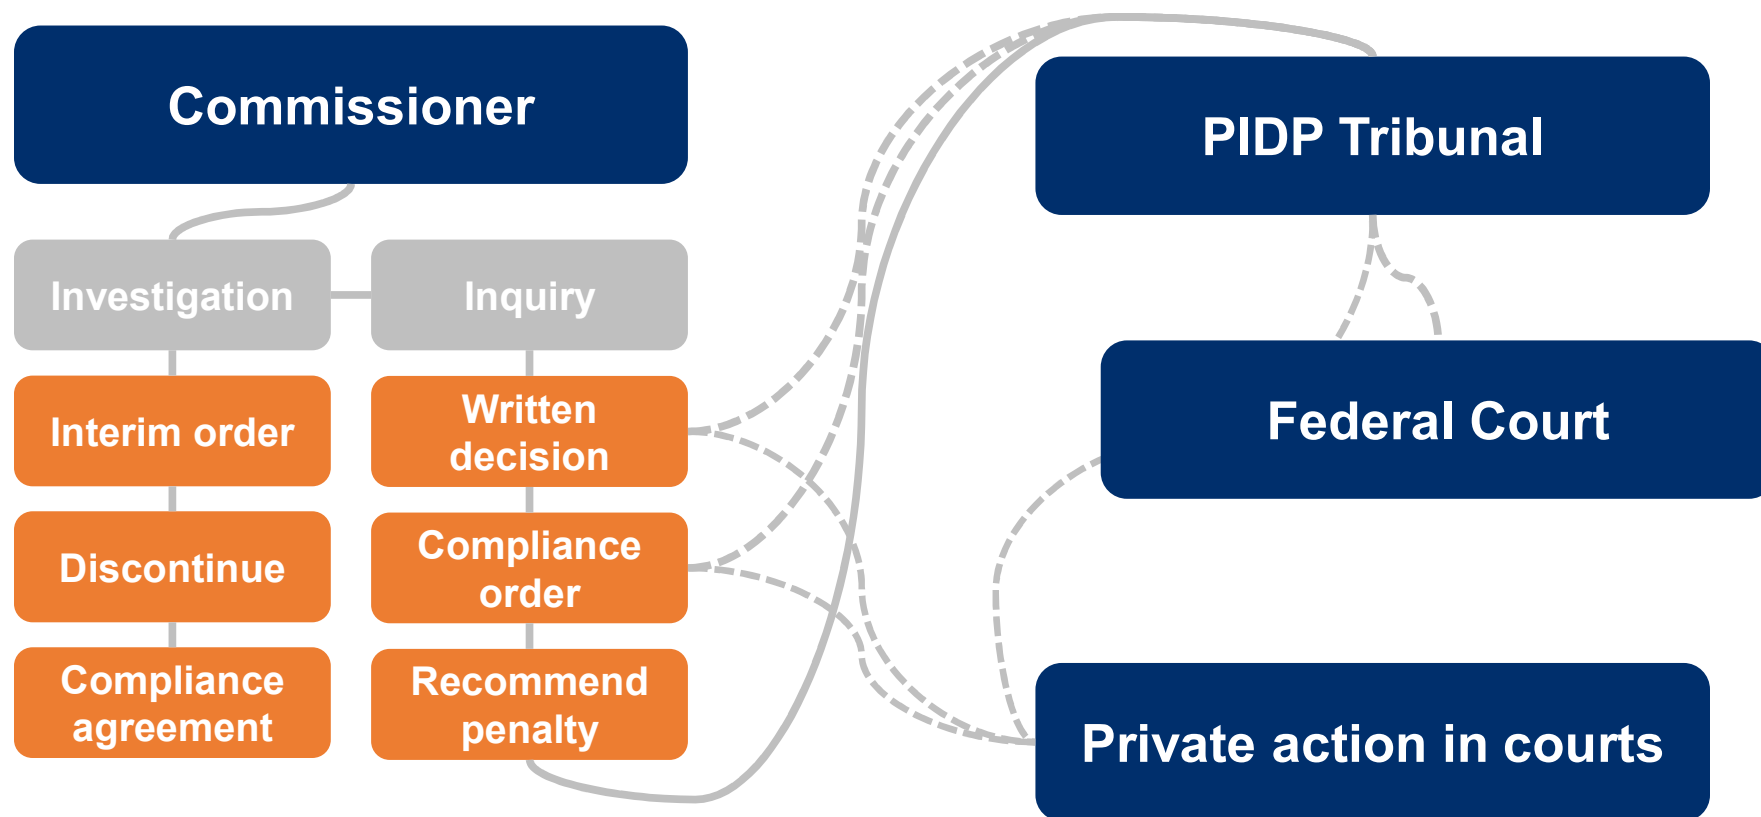 Commissioner
PIDP Tribunal
Investigation
Inquiry
Interim order
Written
decision
Federal Court
Discontinue
Compliance
order
Compliance
agreement
Recommend
penalty
Private action in courts